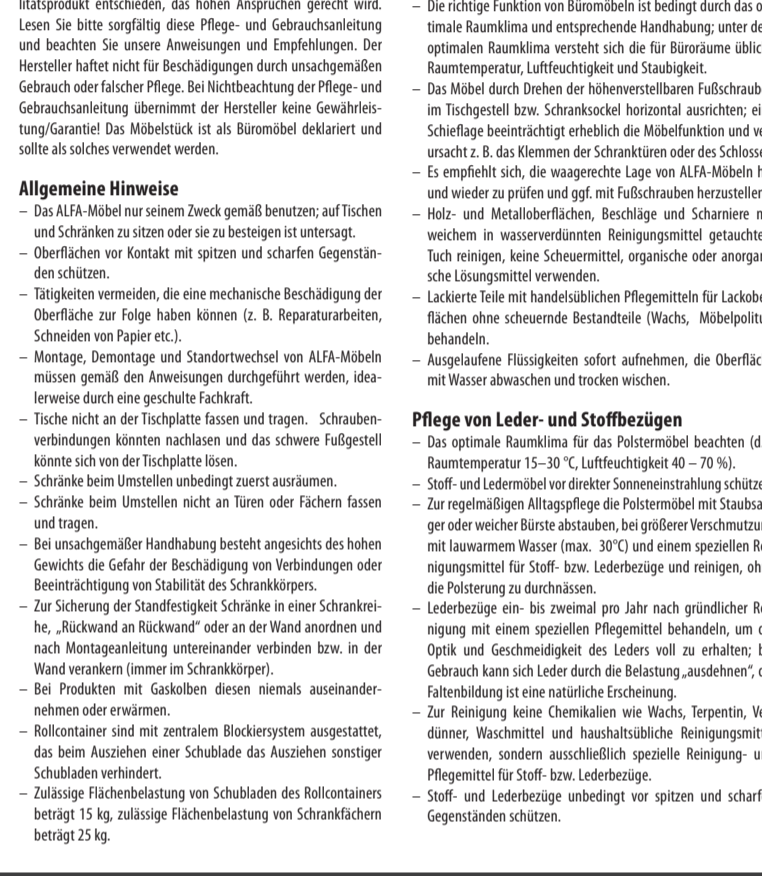 litätsprodukt entschieden, das hohen Ansprüchen gerecht wird.
Lesen Sie bitte sorgfältig diese Pflege- und Gebrauchsanleitung
und beachten Sie unsere Anweisungen und Empfehlungen. Der
Hersteller haftet nicht für Beschädigungen durch unsachgemäßen
Gebrauch oder falscher Pflege. Bei Nichtbeachtung der Pflege- und
Gebrauchsanleitung übernimmt der Hersteller keine Gewährleis-
tung/Garantie! Das Möbelstück ist als Büromöbel deklariert und
sollte als solches verwendet werden.
Allgemeine Hinweise
– Das ALFA-Möbel nur seinem Zweck gemäß benutzen; auf Tischen
und Schränken zu sitzen oder sie zu besteigen ist untersagt.
– Oberflächen vor Kontakt mit spitzen und scharfen Gegenstän-
den schützen.
– Tätigkeiten vermeiden, die eine mechanische Beschädigung der
Oberfläche zur Folge haben können (z. B. Reparaturarbeiten,
Schneiden von Papier etc.).
– Montage, Demontage und Standortwechsel von ALFA-Möbeln
müssen gemäß den Anweisungen durchgeführt werden, idea-
lerweise durch eine geschulte Fachkraft.
– Tische nicht an der Tischplatte fassen und tragen. Schrauben-
verbindungen könnten nachlasen und das schwere Fußgestell
könnte sich von der Tischplatte lösen.
– Schränke beim Umstellen unbedingt zuerst ausräumen.
– Schränke beim Umstellen nicht an Türen oder Fächern fassen
und tragen.
– Bei unsachgemäßer Handhabung besteht angesichts des hohen
Gewichts die Gefahr der Beschädigung von Verbindungen oder
Beeinträchtigung von Stabilität des Schrankkörpers.
– Zur Sicherung der Standfestigkeit Schränke in einer Schrankrei-
he, „Rückwand an Rückwand“ oder an der Wand anordnen und
nach Montageanleitung untereinander verbinden bzw. in der
Wand verankern (immer im Schrankkörper).
– Bei Produkten mit Gaskolben diesen niemals auseinander-
nehmen oder erwärmen.
– Rollcontainer sind mit zentralem Blockiersystem ausgestattet,
das beim Ausziehen einer Schublade das Ausziehen sonstiger
Schubladen verhindert.
– Zulässige Flächenbelastung von Schubladen des Rollcontainers
beträgt 15 kg, zulässige Flächenbelastung von Schrankfächern
beträgt 25 kg.
– Die richtige Funktion von Büromöbeln ist bedingt durch das o
timale Raumklima und entsprechende Handhabung; unter de
optimalen Raumklima versteht sich die für Büroräume üblic
Raumtemperatur, Luftfeuchtigkeit und Staubigkeit.
– Das Möbel durch Drehen der höhenverstellbaren Fußschraube
im Tischgestell bzw. Schranksockel horizontal ausrichten; ei
Schieflage beeinträchtigt erheblich die Möbelfunktion und ve
ursacht z. B. das Klemmen der Schranktüren oder des Schlosse
– Es empfiehlt sich, die waagerechte Lage von ALFA-Möbeln h
und wieder zu prüfen und ggf. mit Fußschrauben herzusteller
– Holz- und Metalloberflächen, Beschläge und Scharniere m
weichem in wasserverdünnten Reinigungsmittel getauchte
Tuch reinigen, keine Scheuermittel, organische oder anorgan
sche Lösungsmittel verwenden.
– Lackierte Teile mit handelsüblichen Pflegemitteln für Lackobe
flächen ohne scheuernde Bestandteile (Wachs, Möbelpolitu
behandeln.
– Ausgelaufene Flüssigkeiten sofort aufnehmen, die Oberfläc
mit Wasser abwaschen und trocken wischen.
Pflege von Leder- und Stoffbezügen
– Das optimale Raumklima für das Polstermöbel beachten (d.
Raumtemperatur 15–30 °C, Luftfeuchtigkeit 40 – 70 %).
– Stoff- und Ledermöbel vor direkter Sonneneinstrahlung schütze
– Zur regelmäßigen Alltagspflege die Polstermöbel mit Staubsa
ger oder weicher Bürste abstauben, bei größerer Verschmutzu
mit lauwarmem Wasser (max. 30°C) und einem speziellen Re
nigungsmittel für Stoff- bzw. Lederbezüge und reinigen, oh
die Polsterung zu durchnässen.
– Lederbezüge ein- bis zweimal pro Jahr nach gründlicher Re
nigung mit einem speziellen Pflegemittel behandeln, um d
Optik und Geschmeidigkeit des Leders voll zu erhalten; b
Gebrauch kann sich Leder durch die Belastung „ausdehnen“, d
Faltenbildung ist eine natürliche Erscheinung.
– Zur Reinigung keine Chemikalien wie Wachs, Terpentin, Ve
dünner, Waschmittel und haushaltsübliche Reinigungsmitt
verwenden, sondern ausschließlich spezielle Reinigung- u
Pflegemittel für Stoff- bzw. Lederbezüge.
– Stoff- und Lederbezüge unbedingt vor spitzen und scharfe
Gegenständen schützen.